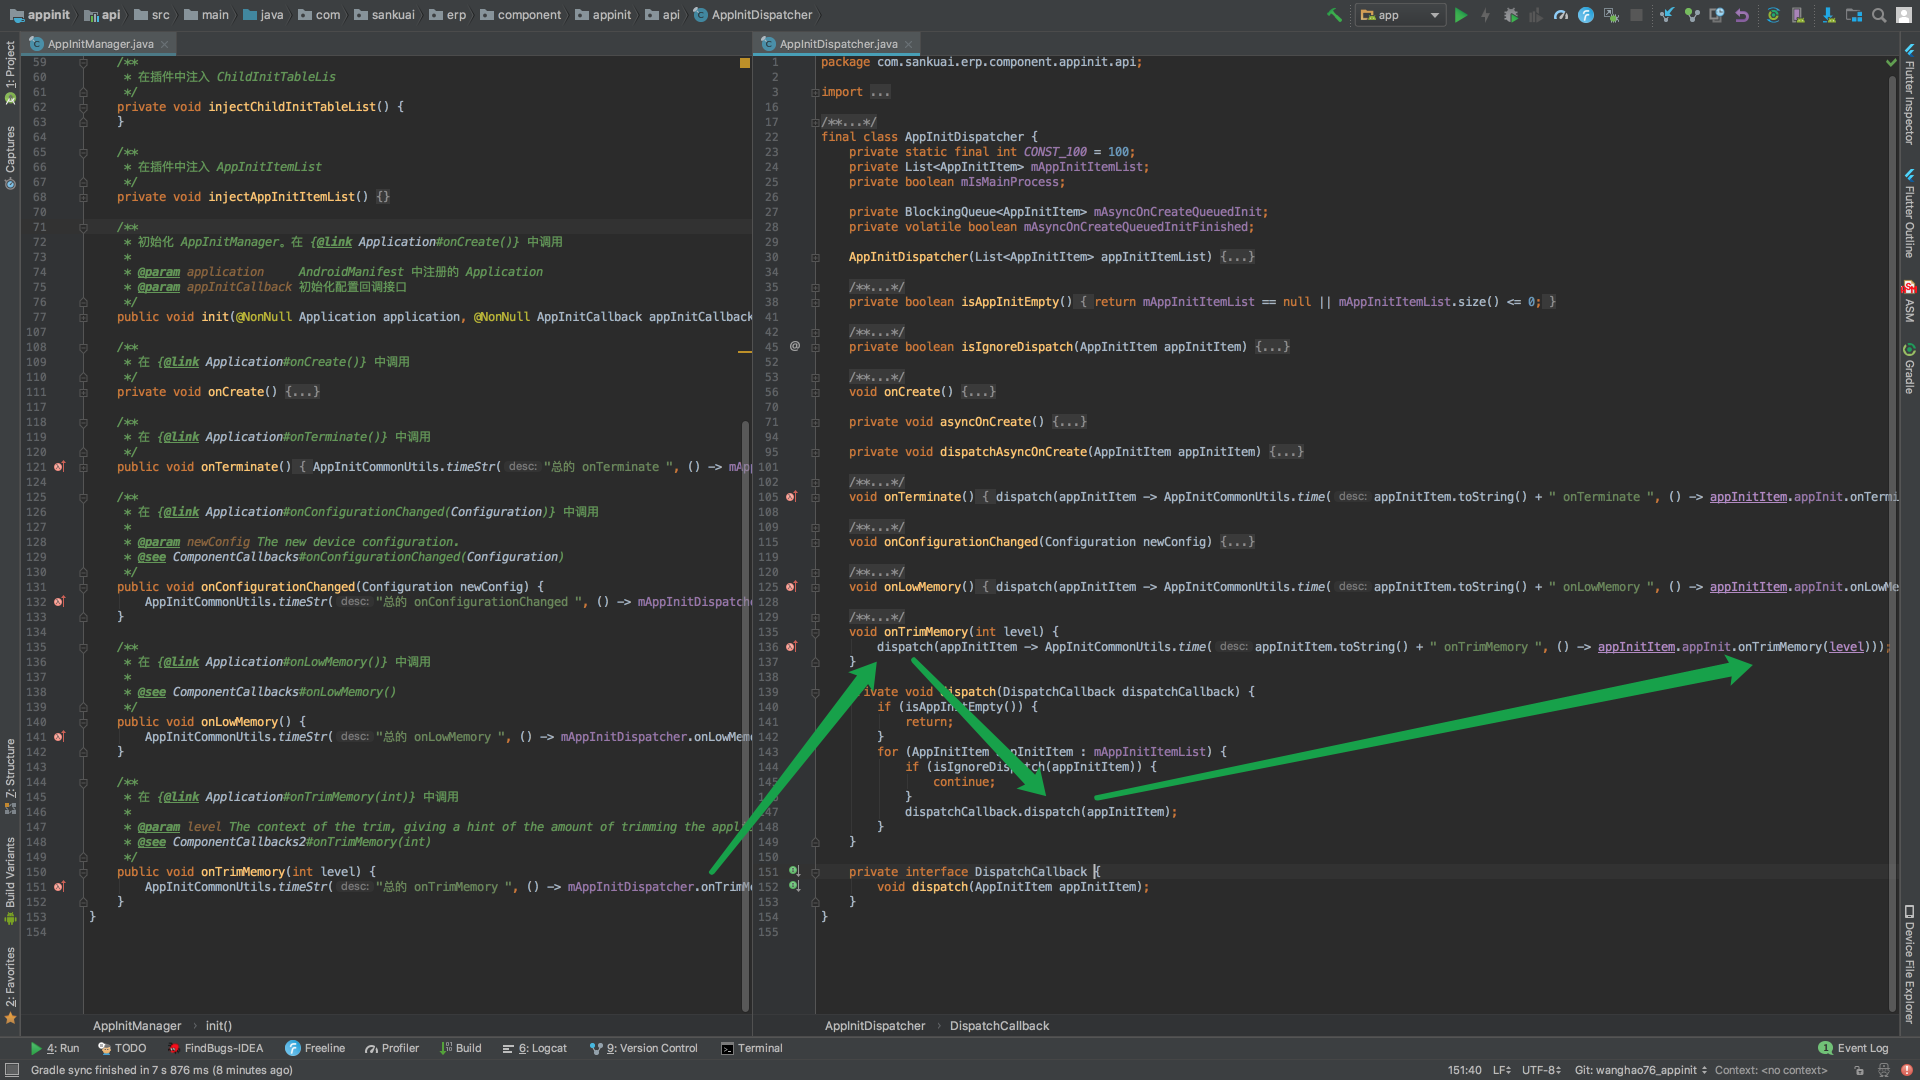 appinit
api
src
main
java
com
sankuai
erp
component
appinit
api
AppInitDispatcher
app
AppInitManager.java
AppInitDispatcher.java
1: Project
Captures
7: Structure
Build Variants
2: Favorites
59 /**
60 * 在插件中注入 ChildInitTableLis
61 */
62 private void injectChildInitTableList() {
63 }
64
65 /**
66 * 在插件中注入 AppInitItemList
67 */
68 private void injectAppInitItemList() {}
70
71 /**
72 * 初始化 AppInitManager。在 {@link Application#onCreate()} 中调用
73 *
74 * @param application AndroidManifest 中注册的 Application
75 * @param appInitCallback 初始化配置回调接口
76 */
77 public void init(@NonNull Application application, @NonNull AppInitCallback appInitCallback
107
108 /**
109 * 在 {@link Application#onCreate()} 中调用
110 */
111 private void onCreate() {...}
117
118 /**
119 * 在 {@link Application#onTerminate()} 中调用
120 */
121 public void onTerminate() { AppInitCommonUtils.timeStr( desc: "总的 onTerminate ", () -> mAp
124
125 /**
126 * 在 {@link Application#onConfigurationChanged(Configuration)} 中调用
127 *
128 * @param newConfig The new device configuration.
129 * @see ComponentCallbacks#onConfigurationChanged(Configuration)
130 */
131 public void onConfigurationChanged(Configuration newConfig) {
132 AppInitCommonUtils.timeStr( desc: "总的 onConfigurationChanged ", () -> mAppInitDispatche
133 }
134
135 /**
136 * 在 {@link Application#onLowMemory()} 中调用
137 *
138 * @see ComponentCallbacks#onLowMemory()
139 */
140 public void onLowMemory() {
141 AppInitCommonUtils.timeStr( desc: "总的 onLowMemory ", () -> mAppInitDispatcher.onLowMem
142 }
143
144 /**
145 * 在 {@link Application#onTrimMemory(int)} 中调用
146 *
147 * @param level The context of the trim, giving a hint of the amount of trimming the appli
148 * @see ComponentCallbacks2#onTrimMemory(int)
149 */
150 public void onTrimMemory(int level) {
151 AppInitCommonUtils.timeStr( desc: "总的 onTrimMemory ", () -> mAppInitDispatcher.onTrimM
152 }
153 }
154
1 package com.sankuai.erp.component.appinit.api;
2
3 import ...
16
17 /**...*/
22 final class AppInitDispatcher {
23 private static final int CONST_100 = 100;
24 private List<AppInitItem> mAppInitItemList;
25 private boolean mIsMainProcess;
26
27 private BlockingQueue<AppInitItem> mAsyncOnCreateQueuedInit;
28 private volatile boolean mAsyncOnCreateQueuedInitFinished;
29
30 AppInitDispatcher(List<AppInitItem> appInitItemList) {...}
34
35 /**...*/
38 private boolean isAppInitEmpty() { return mAppInitItemList == null || mAppInitItemList.size() <= 0; }
41
42 /**...*/
45 @ private boolean isIgnoreDispatch(AppInitItem appInitItem) {...}
52
53 /**...*/
56 void onCreate() {...}
70
71 private void asyncOnCreate() {...}
94
95 private void dispatchAsyncOnCreate(AppInitItem appInitItem) {...}
101
102 /**...*/
105 void onTerminate() { dispatch(appInitItem -> AppInitCommonUtils.time( desc: appInitItem.toString() + " onTerminate ", () -> appInitItem.appInit.onTermi
108
109 /**...*/
115 void onConfigurationChanged(Configuration newConfig) {...}
119
120 /**...*/
125 void onLowMemory() { dispatch(appInitItem -> AppInitCommonUtils.time( desc: appInitItem.toString() + " onLowMemory ", () -> appInitItem.appInit.onLowMe
128
129 /**...*/
135 void onTrimMemory(int level) {
136 dispatch(appInitItem -> AppInitCommonUtils.time( desc: appInitItem.toString() + " onTrimMemory ", () -> appInitItem.appInit.onTrimMemory(level)));
137 }
138
139 ivate void dispatch(DispatchCallback dispatchCallback) {
140 if (isAppInitEmpty()) {
141 return;
142 }
143 for (AppInitItem appInitItem : mAppInitItemList) {
144 if (isIgnoreDispatch(appInitItem)) {
145 continue;
}
147 dispatchCallback.dispatch(appInitItem);
148 }
149 }
150
151 private interface DispatchCallback {
152 void dispatch(AppInitItem appInitItem);
153 }
154 }
155
Flutter Inspector
Flutter Outline
ASM
Gradle
Device File Explorer
AppInitManager › init()
AppInitDispatcher › DispatchCallback
4: Run
TODO
FindBugs-IDEA
Freeline
Profiler
Build
6: Logcat
9: Version Control
Terminal
1 Event Log
Gradle sync finished in 7 s 876 ms (8 minutes ago)
151:40 LF UTF-8 Git: wanghao76_appinit Context: <no context>